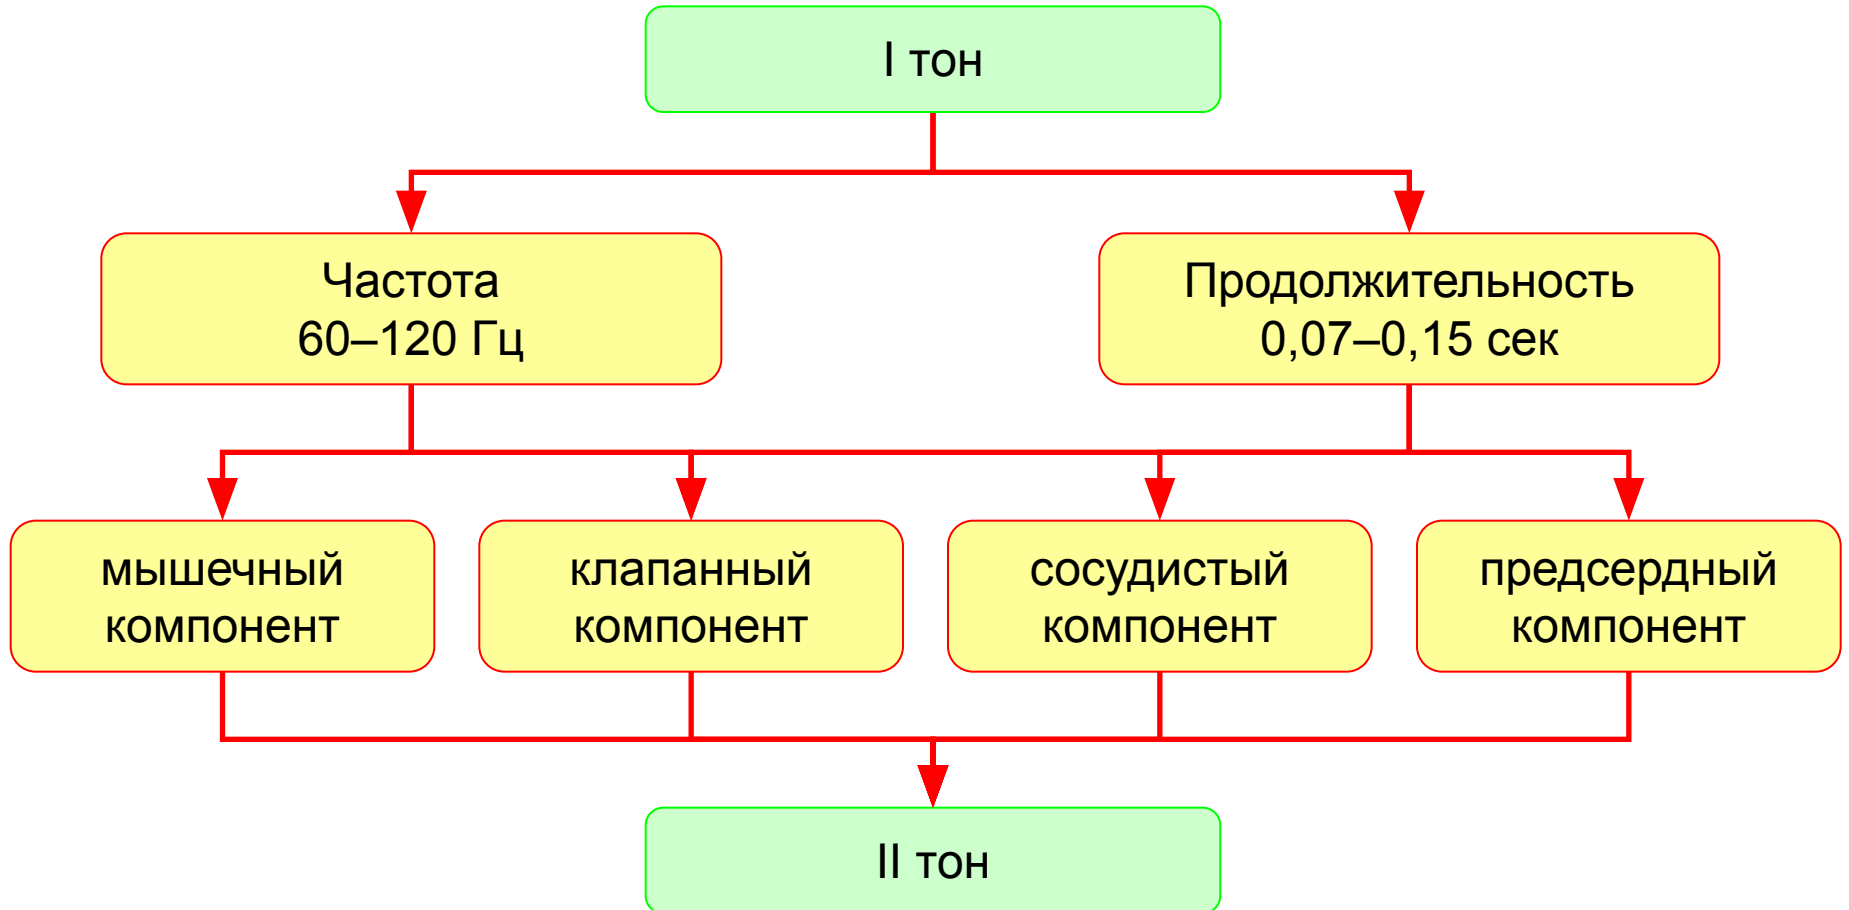 I тон
Частота
60–120 Гц
Продолжительность
0,07–0,15 сек
мышечный
компонент
клапанный
компонент
сосудистый
компонент
предсердный
компонент
II тон